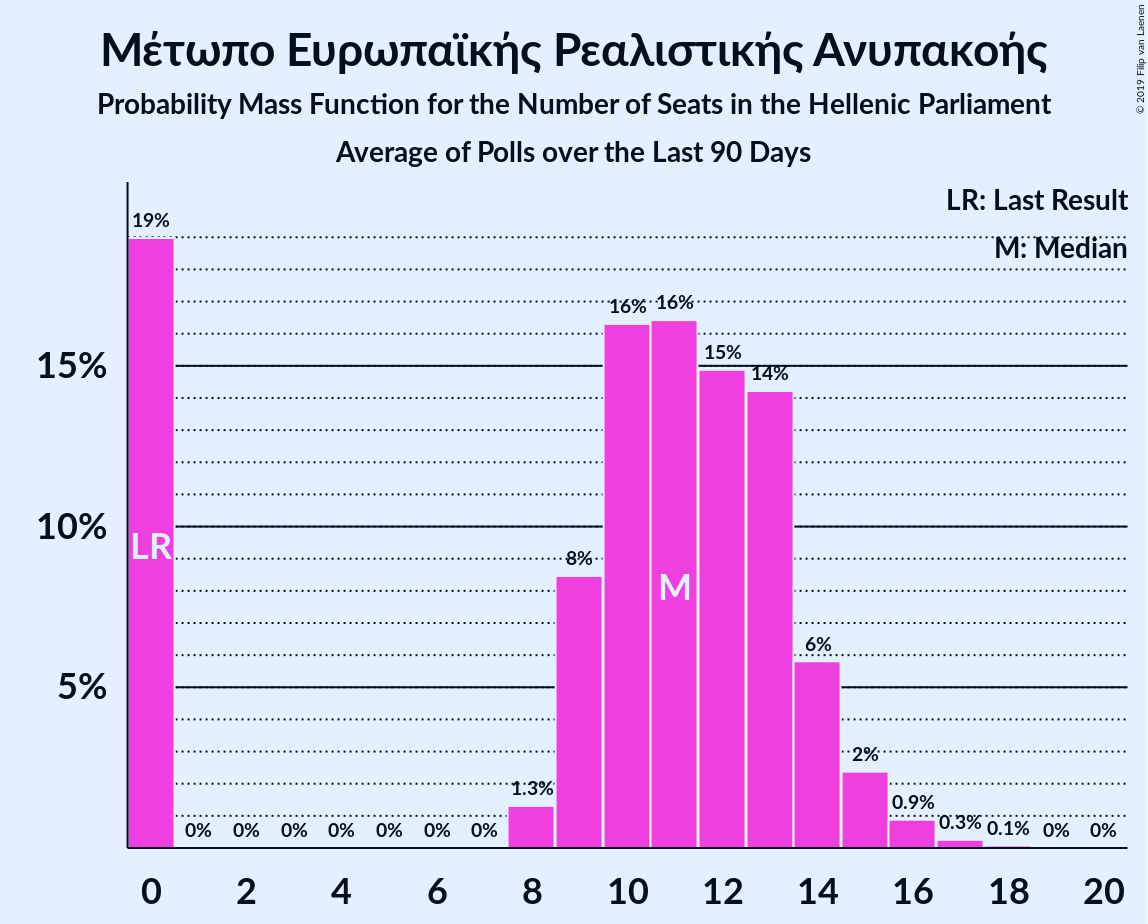 Μέτωπο Ευρωπαϊκής Ρεαλιστικής Ανυπακοής
Probability Mass Function for the Number of Seats in the Hellenic Parliament
Average of Polls over the Last 90 Days
© 2019 Filip van Laenen
LR: Last Result
M: Median
19%
16%
16%
15%
15%
14%
10%
LR
8%
M
6%
5%
2%
1.3%
0.9%
0.3%
0.1%
0%
0%
0%
0%
0%
0%
0%
0%
0%
0 2 4 6 8 10 12 14 16 18 20